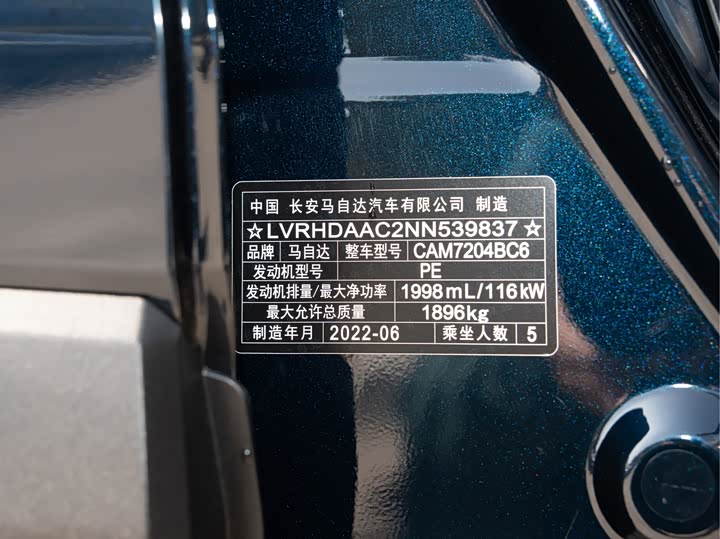 中国 长安马自达汽车有限公司 制造
☆LVRHDAAC2NN539837☆
品牌 马自达 整车型号 CAM7204BC6
发动机型号 PE
发动机排量/最大净功率 1998mL/116kW
最大允许总质量 1896kg
制造年月 2022-06 乘坐人数 5